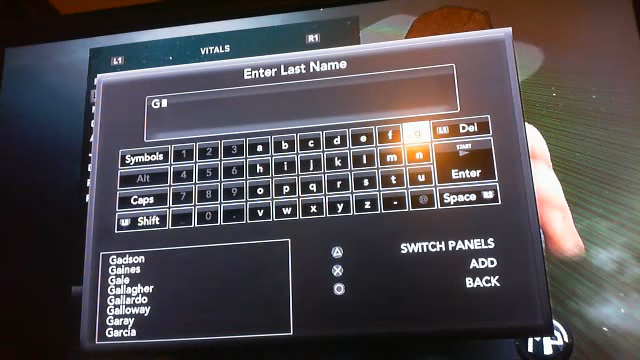 L1 VITALS R1
Enter Last Name
G
Symbols 1 2 3 a b c d e f g L1 Del
Alt 4 5 6 h i j k l m n START Enter
Caps 7 8 9 o p q r s t u
Shift . 0 . v w x y z - @ Space
Gadson
Gaines
Gale
Gallagher
Gallardo
Galloway
Garay
Garcia
SWITCH PANELS
ADD
BACK